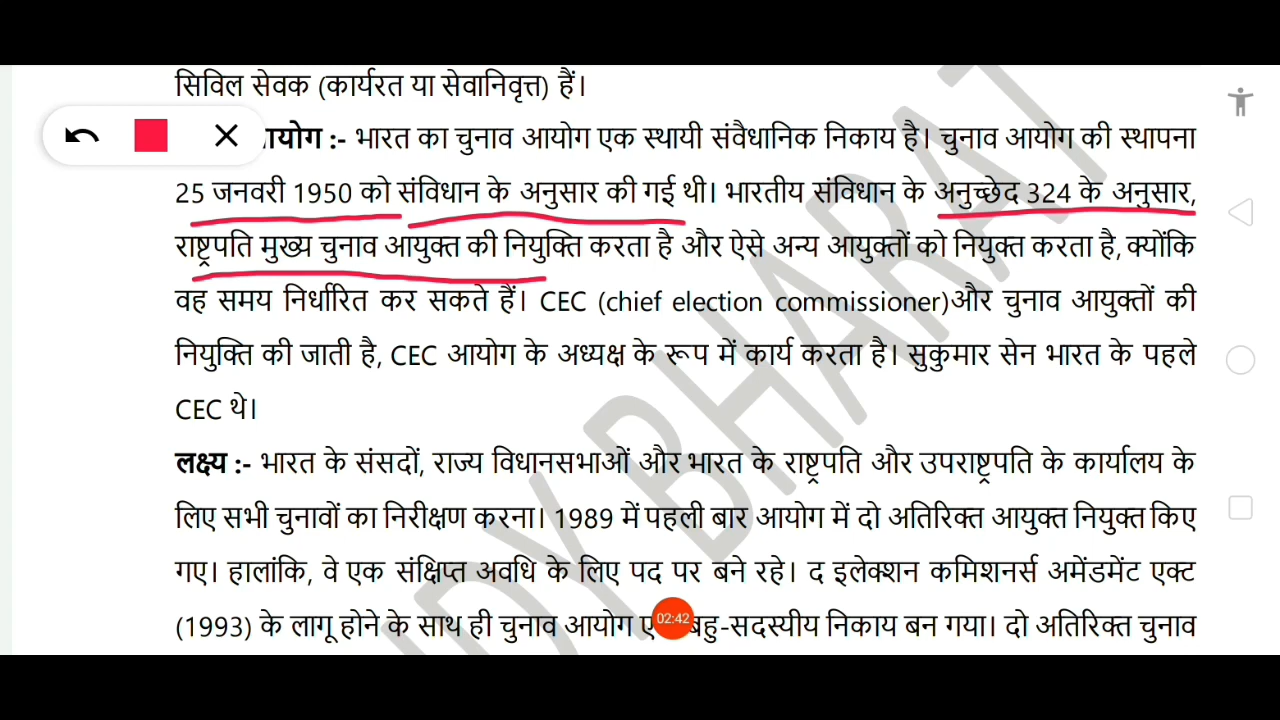 सिविल सेवक (कार्यरत या सेवानिवृत्त) हैं।
योग :- भारत का चुनाव आयोग एक स्थायी संवैधानिक निकाय है। चुनाव आयोग की स्थापना
25 जनवरी 1950 को संविधान के अनुसार की गई थी। भारतीय संविधान के अनुच्छेद 324 के अनुसार,
राष्ट्रपति मुख्य चुनाव आयुक्त की नियुक्ति करता है और ऐसे अन्य आयुक्तों को नियुक्त करता है, क्योंकि
वह समय निर्धारित कर सकते हैं। CEC (chief election commissioner)और चुनाव आयुक्तों की
नियुक्ति की जाती है, CEC आयोग के अध्यक्ष के रूप में कार्य करता है। सुकुमार सेन भारत के पहले
CEC थे।
लक्ष्य :- भारत के संसदों, राज्य विधानसभाओं और भारत के राष्ट्रपति और उपराष्ट्रपति के कार्यालय के
लिए सभी चुनावों का निरीक्षण करना। 1989 में पहली बार आयोग में दो अतिरिक्त आयुक्त नियुक्त किए
गए। हालांकि, वे एक संक्षिप्त अवधि के लिए पद पर बने रहे। द इलेक्शन कमिशनर्स अमेंडमेंट एक्ट
(1993) के लागू होने के साथ ही चुनाव आयोग ए 02:42 बहु-सदस्यीय निकाय बन गया। दो अतिरिक्त चुनाव
DY BHARAT